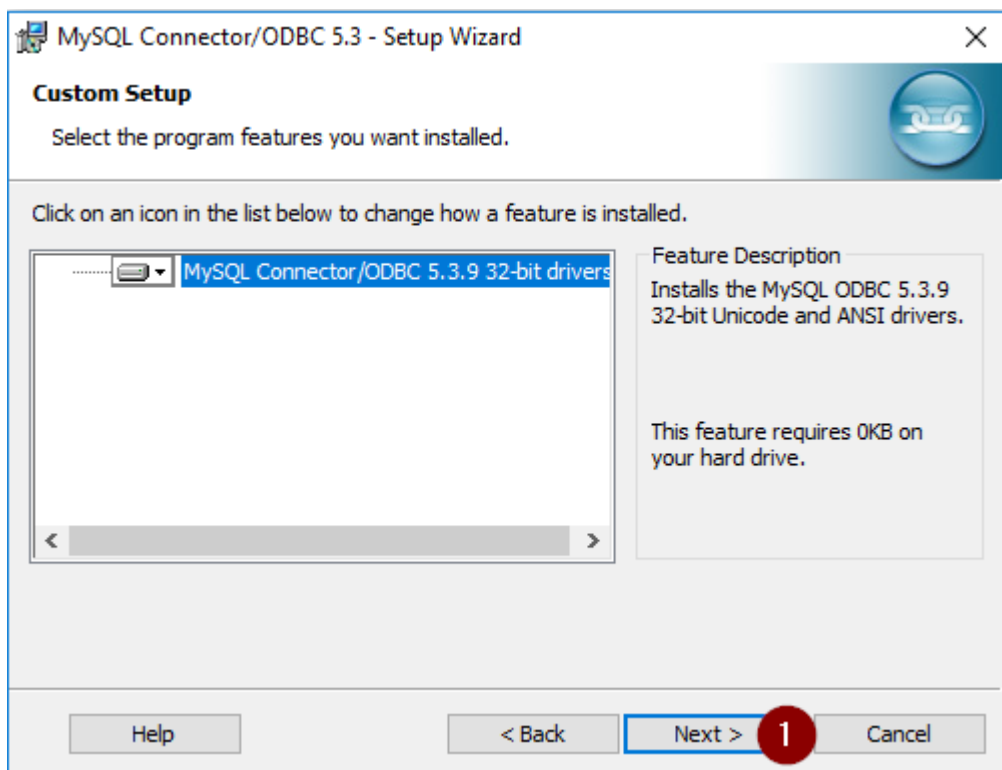 MySQL Connector/ODBC 5.3 - Setup Wizard
Custom Setup
Select the program features you want installed.
Click on an icon in the list below to change how a feature is installed.
MySQL Connector/ODBC 5.3.9 32-bit drivers
Feature Description
Installs the MySQL ODBC 5.3.9
32-bit Unicode and ANSI drivers.
This feature requires 0KB on
your hard drive.
Help
< Back
Next >
1
Cancel